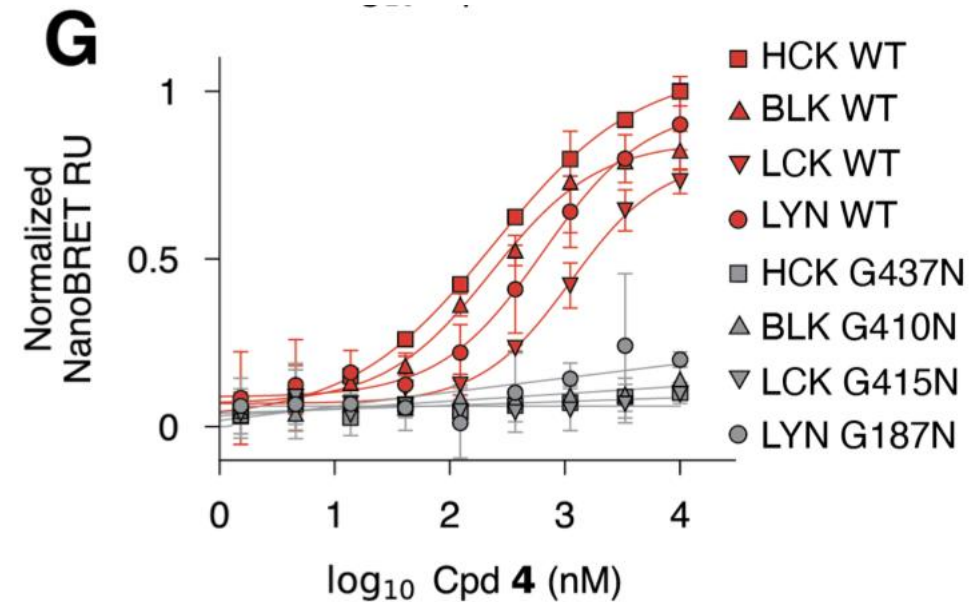 G
Normalized
NanoBRET RU
1
0.5
0
0 1 2 3 4
log10 Cpd 4 (nM)
HCK WT
BLK WT
LCK WT
LYN WT
HCK G437N
BLK G410N
LCK G415N
LYN G187N